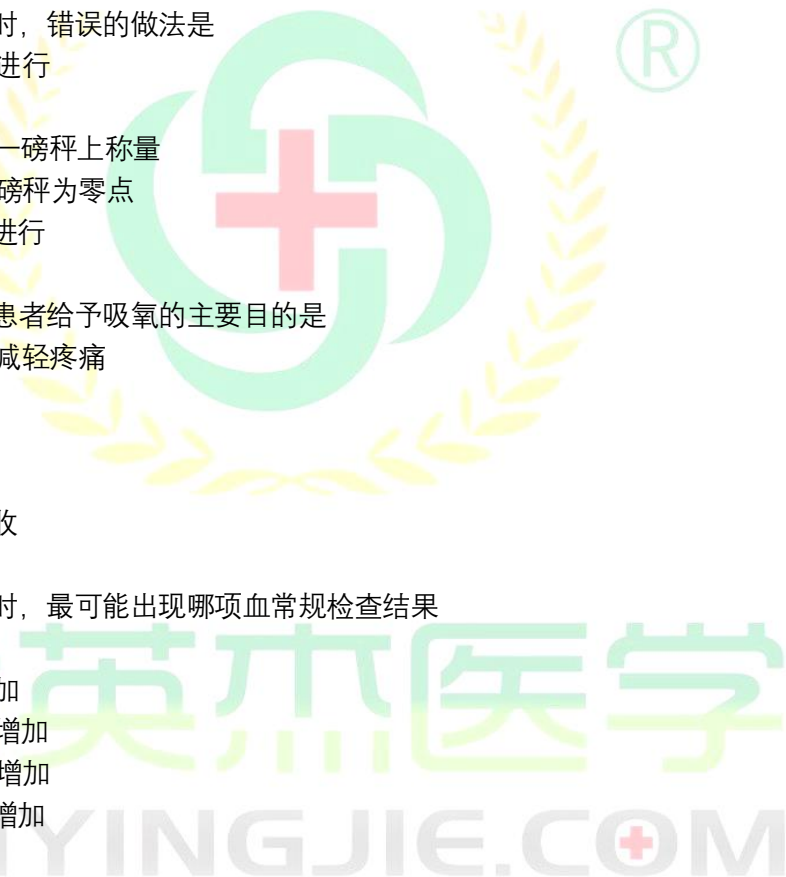 时，错误的做法是
进行
一磅秤上称量
磅秤为零点
进行
患者给予吸氧的主要目的是
减轻疼痛
收
时，最可能出现哪项血常规检查结果
加
增加
增加
增加
英杰医学
YINGJIE.COM
®